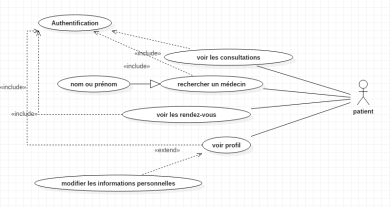 Authentification
«include»
voir les consultations
«include»
«include»
nom ou prénom
rechercher un médecin
patient
«include»
voir les rendez-vous
voir profil
«extend»
modifier les informations personnelles